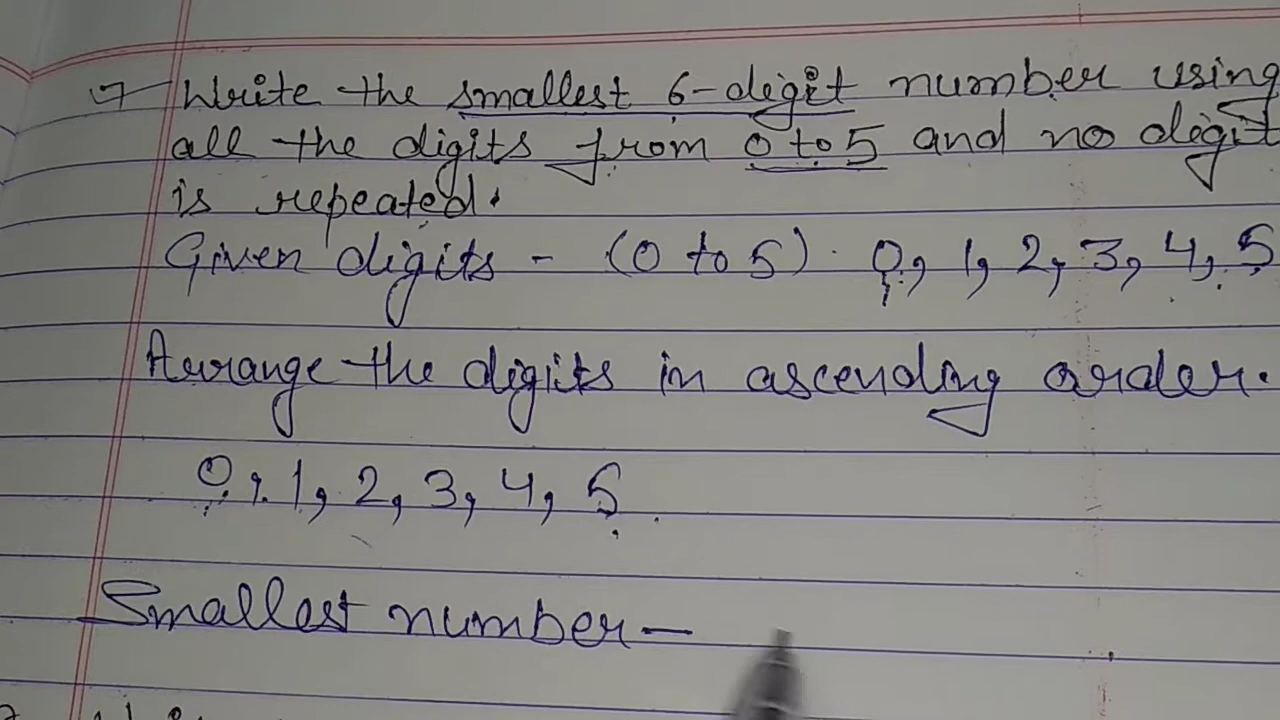 7 Write the smallest 6-digit number using
all the digits from 0 to 5 and no digit
is repeated.
Given digits - (0 to 5). 0, 1, 2, 3, 4, 5
Arrange the digits in ascending order.
0, 1, 2, 3, 4, 5
Smallest number -